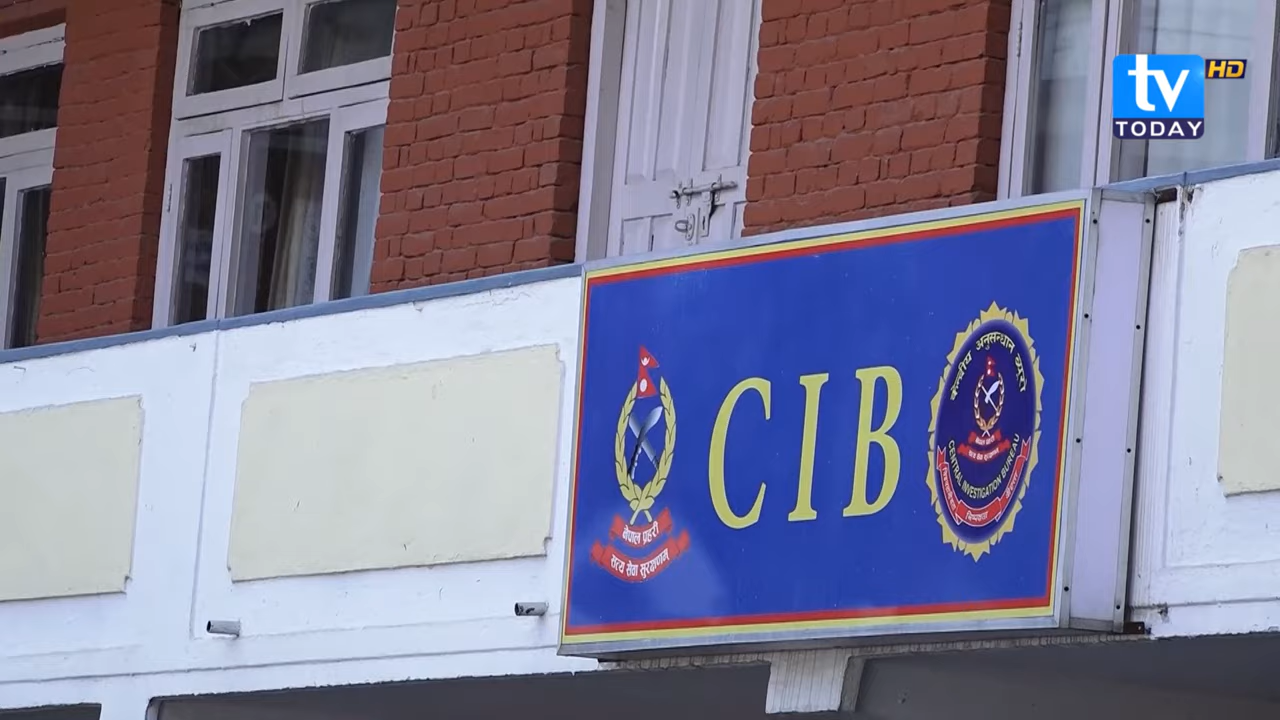 tv HD
TODAY
CIB
नेपाल प्रहरी
सत्य सेवा सुरक्षणम्
केन्द्रीय अनुसन्धान ब्यूरो
CENTRAL INVESTIGATION BUREAU